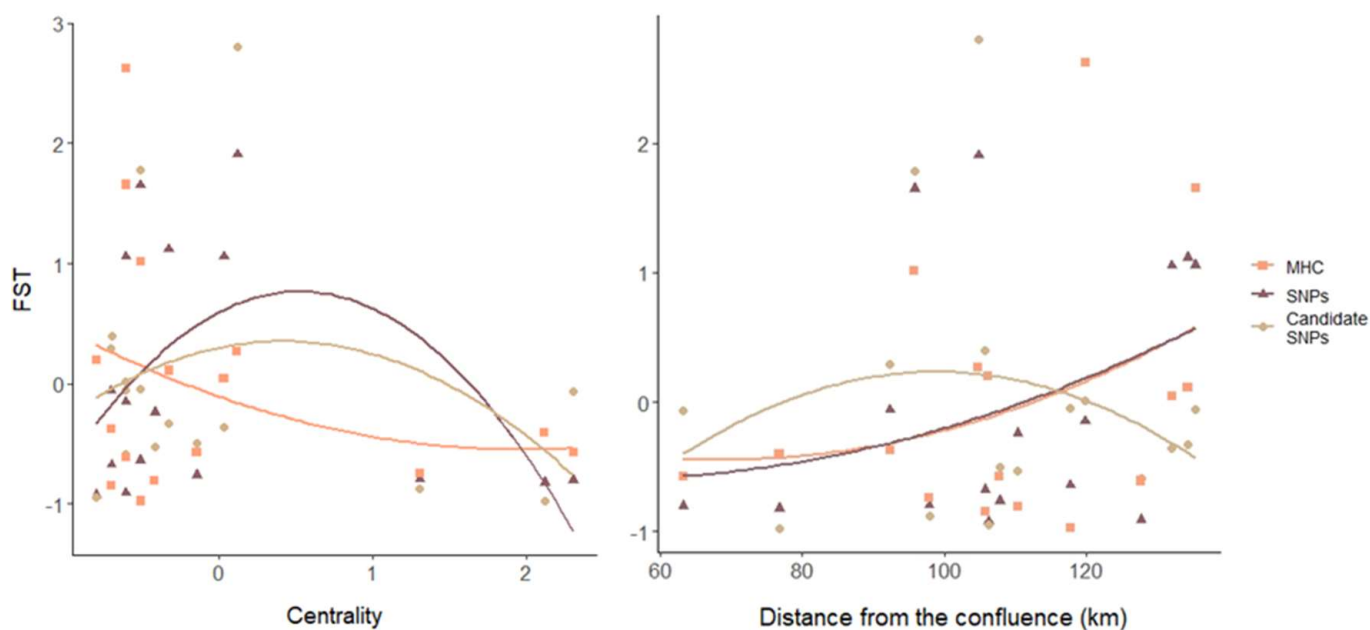 FST
3
2
1
0
-1
0
1
2
Centrality
2
1
0
-1
60
80
100
120
Distance from the confluence (km)
MHC
SNPs
Candidate
SNPs